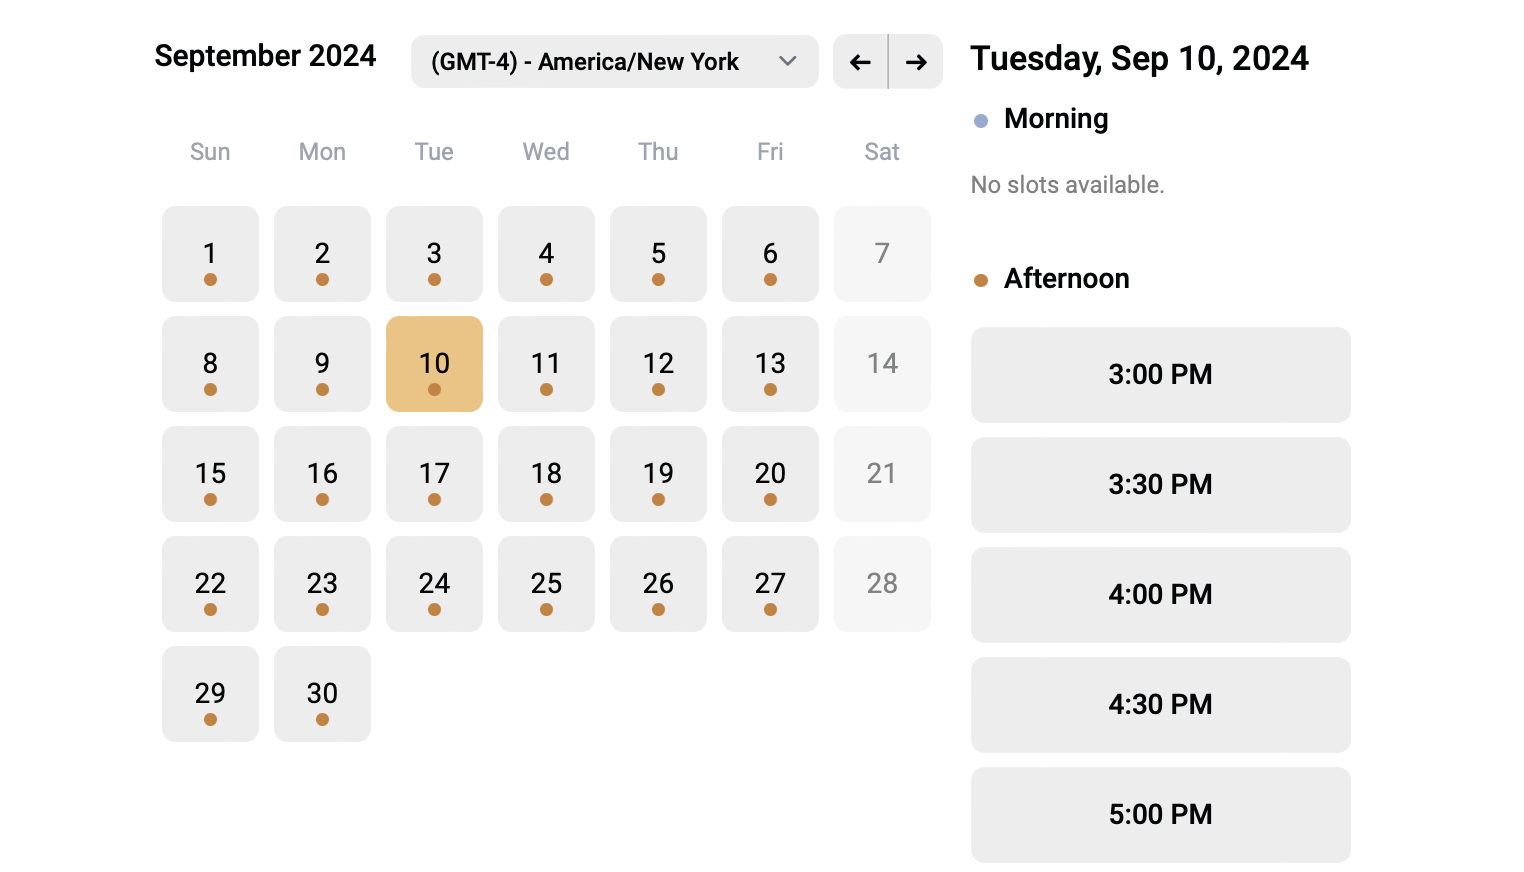 September 2024
(GMT-4) - America/New York
Sun Mon Tue Wed Thu Fri Sat
1 2 3 4 5 6 7
8 9 10 11 12 13 14
15 16 17 18 19 20 21
22 23 24 25 26 27 28
29 30
Tuesday, Sep 10, 2024
Morning
No slots available.
Afternoon
3:00 PM
3:30 PM
4:00 PM
4:30 PM
5:00 PM